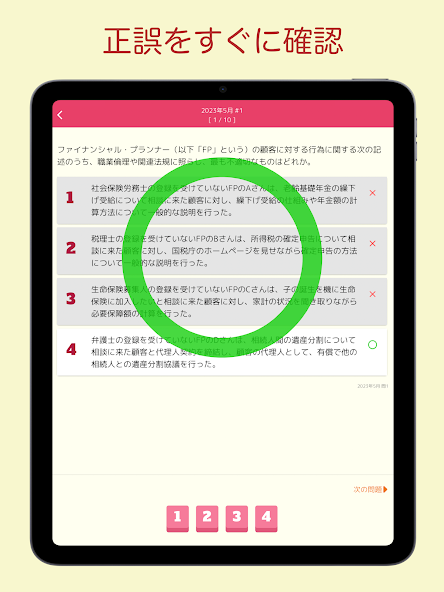 正誤をすぐに確認
2023年5月 #1
[ 1 / 10 ]
ファイナンシャル・プランナー（以下「FP」という）の顧客に対する行為に関する次の記
述のうち、職業倫理や関連法規に照らし、最も不適切なものはどれか。
1
社会保険労務士の登録を受けていないFPのAさんは、老齢基礎年金の繰下
げ受給について相談に来た顧客に対し、繰下げ受給の仕組みや年金額の計
算方法について一般的な説明を行った。
2
税理士の登録を受けていないFPのBさんは、所得税の確定申告について相
談に来た顧客に対し、国税庁のホームページを見せながら確定申告の方法
について一般的な説明を行った。
3
生命保険募集人の登録を受けていないFPのCさんは、子の誕生を機に生命
保険に加入したいと相談に来た顧客に対し、家計の状況を聞き取りながら
必要保障額の計算を行った。
4
弁護士の登録を受けていないFPのDさんは、相続人間の遺産分割について
相談に来た顧客と代理人契約を締結し、顧客の代理人として、有償で他の
相続人との遺産分割協議を行った。
2023年5月 問1
次の問題
1 2 3 4